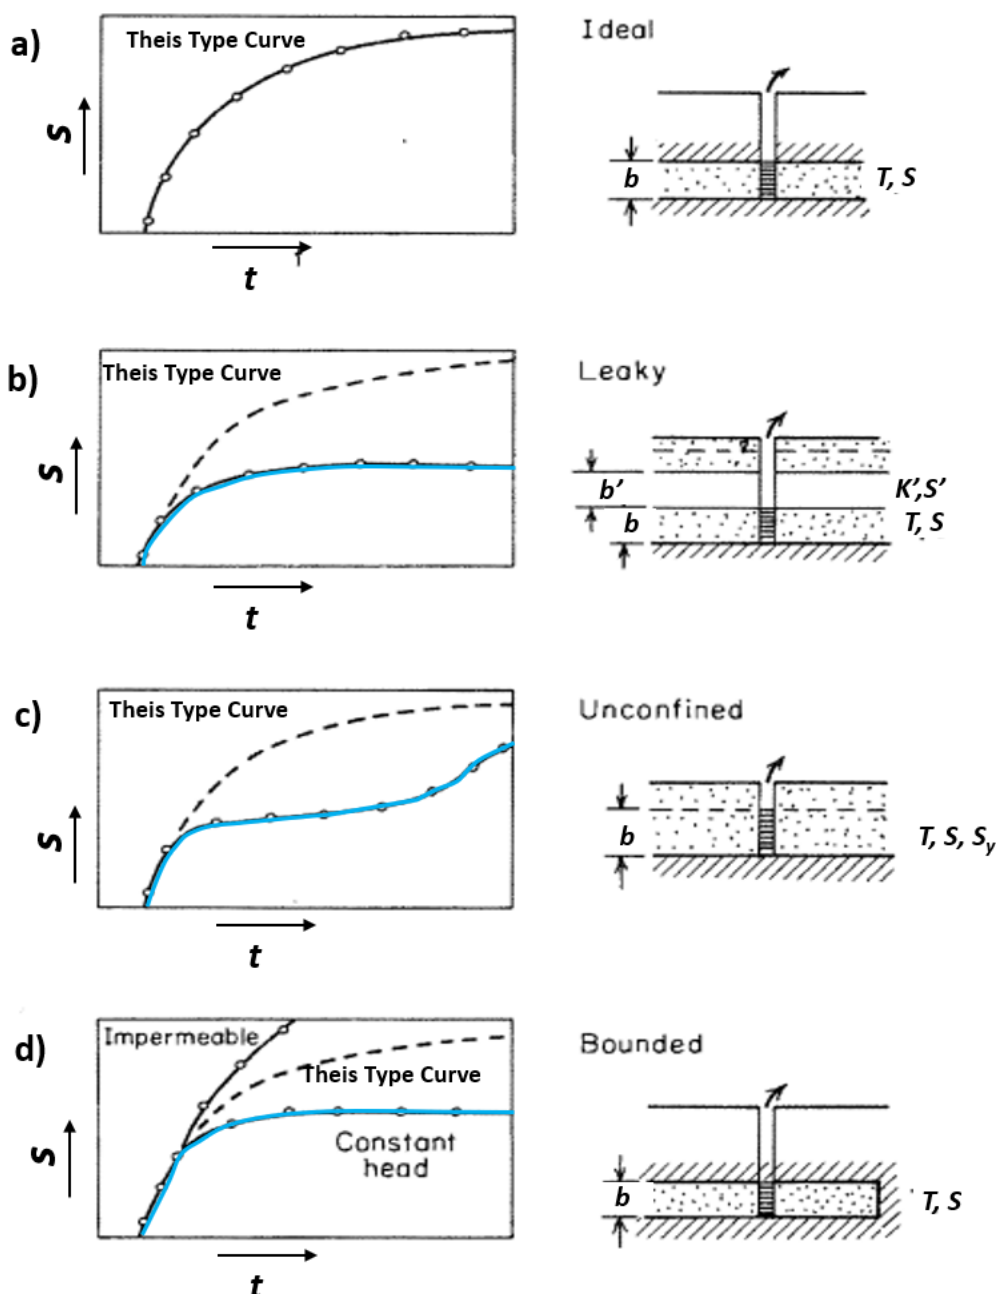 a)
Theis Type Curve
s
t
Ideal
b
T, S
b)
Theis Type Curve
s
t
Leaky
b'
K',S'
b
T, S
c)
Theis Type Curve
s
t
Unconfined
b
T, S, Sy
d)
Impermeable
Theis Type Curve
Constant
head
s
t
Bounded
b
T, S